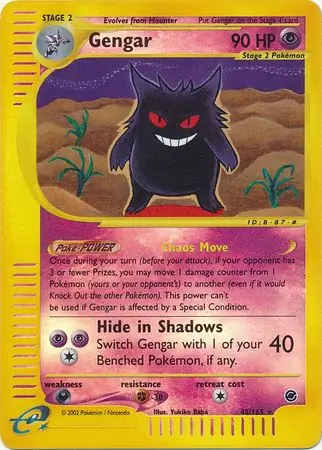 STAGE 2
Evolves from Haunter
Put Gengar on the Stage 1 card
Gengar
90 HP
Stage 2 Pokémon
ID:B-87-#
Poké-POWER
Chaos Move
Once during your turn (before your attack), if your opponent has
3 or fewer Prizes, you may move 1 damage counter from 1
Pokémon (yours or your opponent's) to another (even if it would
Knock Out the other Pokémon). This power can't
be used if Gengar is affected by a Special Condition.
Hide in Shadows
Switch Gengar with 1 of your
Benched Pokémon, if any.
40
weakness
resistance
retreat cost
-30
e
© 2002 Pokémon / Nintendo
Illus. Yukiko Baba
48/165 ★